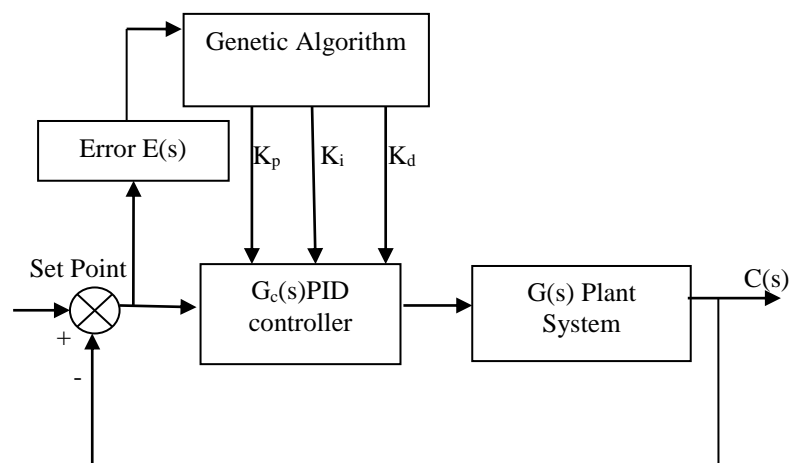 Genetic Algorithm
Error E(s)
Kp
Ki
Kd
Set Point
Gc(s)PID
controller
G(s) Plant
System
C(s)
+
-